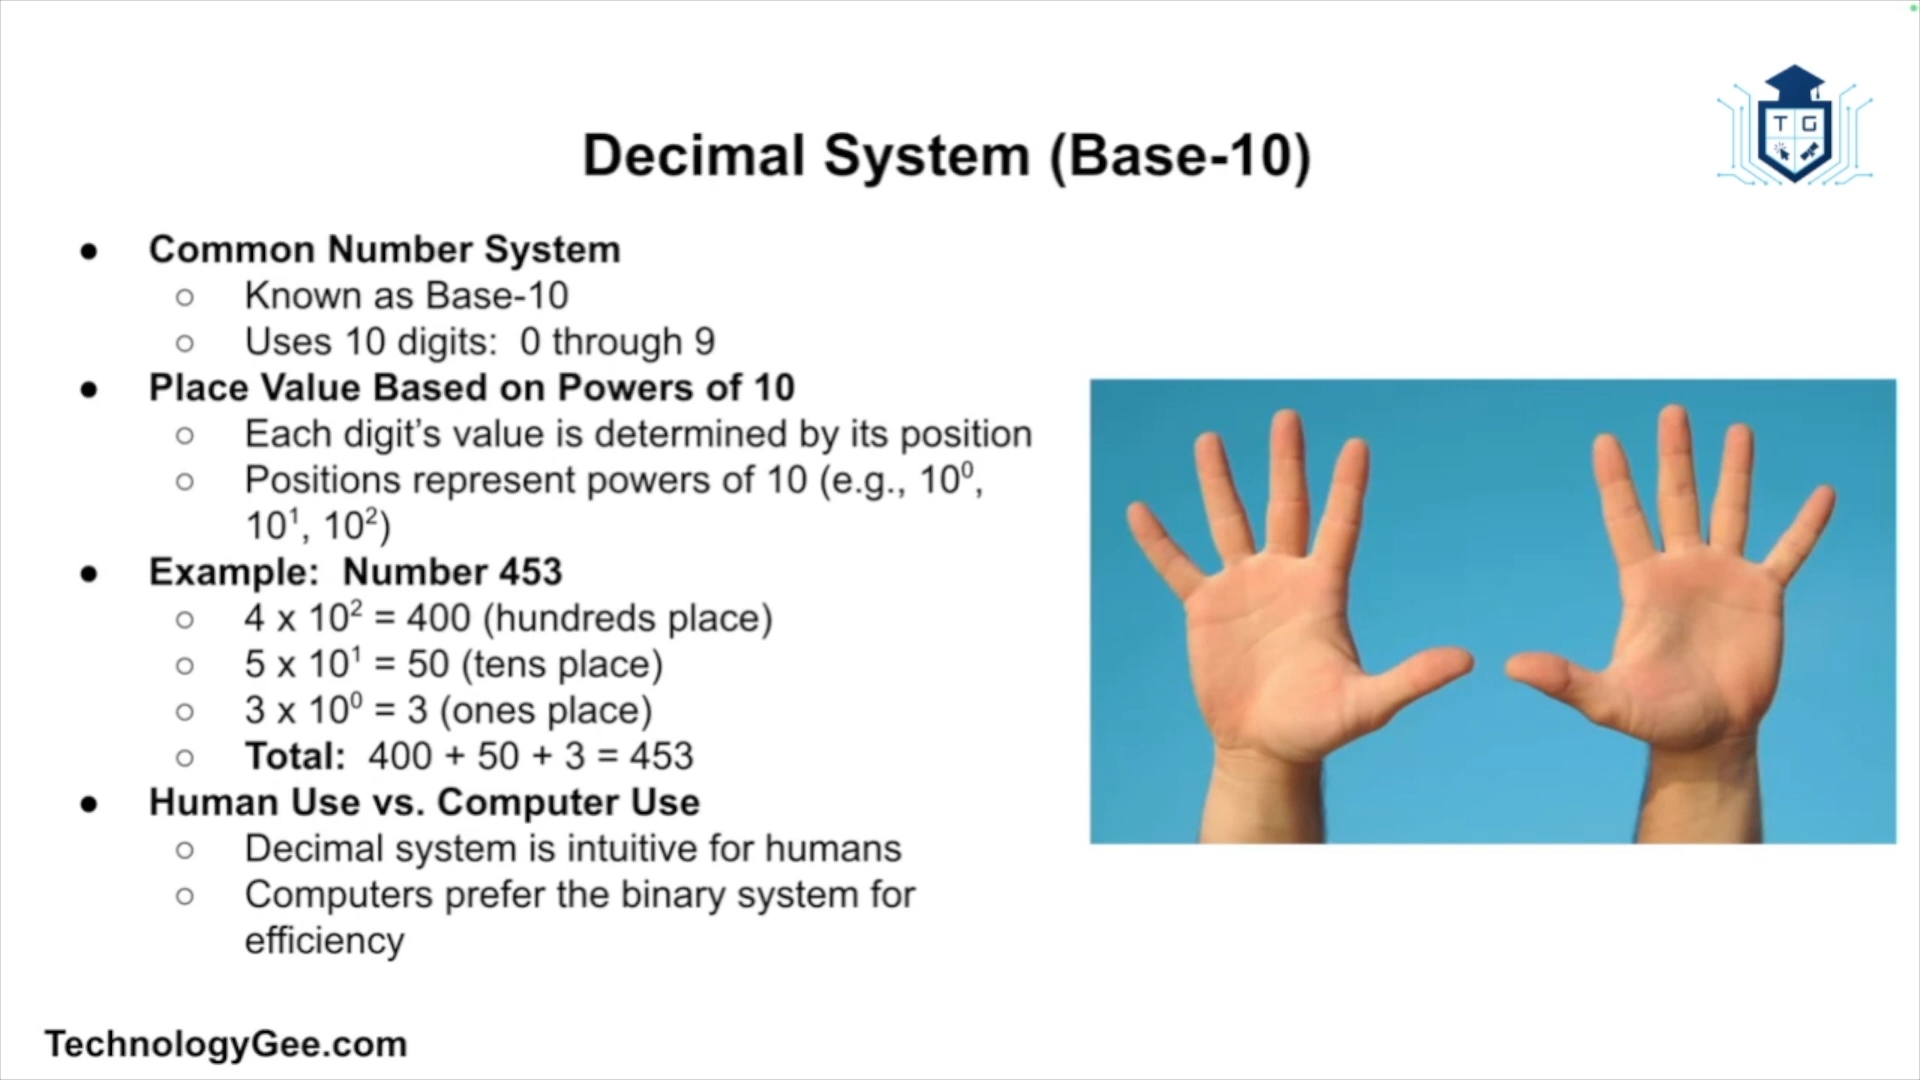 Decimal System (Base-10)
T G
● Common Number System
○ Known as Base-10
○ Uses 10 digits:  0 through 9
● Place Value Based on Powers of 10
○ Each digit’s value is determined by its position
○ Positions represent powers of 10 (e.g., 10⁰,
10¹, 10²)
● Example:  Number 453
○ 4 x 10² = 400 (hundreds place)
○ 5 x 10¹ = 50 (tens place)
○ 3 x 10⁰ = 3 (ones place)
○ Total:  400 + 50 + 3 = 453
● Human Use vs. Computer Use
○ Decimal system is intuitive for humans
○ Computers prefer the binary system for
efficiency
TechnologyGee.com